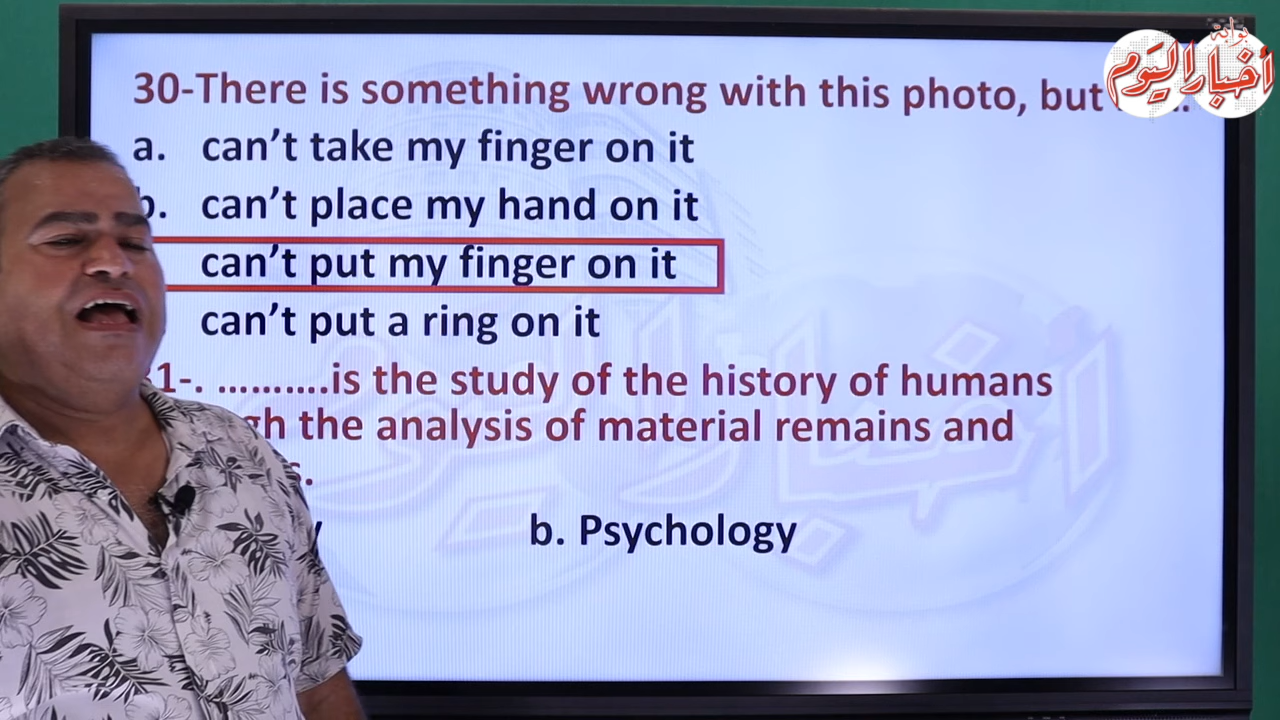 بوابة
أخبار اليوم
30-There is something wrong with this photo, but
a. can't take my finger on it
b. can't place my hand on it
can't put my finger on it
can't put a ring on it
1-. ……….is the study of the history of humans
the analysis of material remains and
b. Psychology